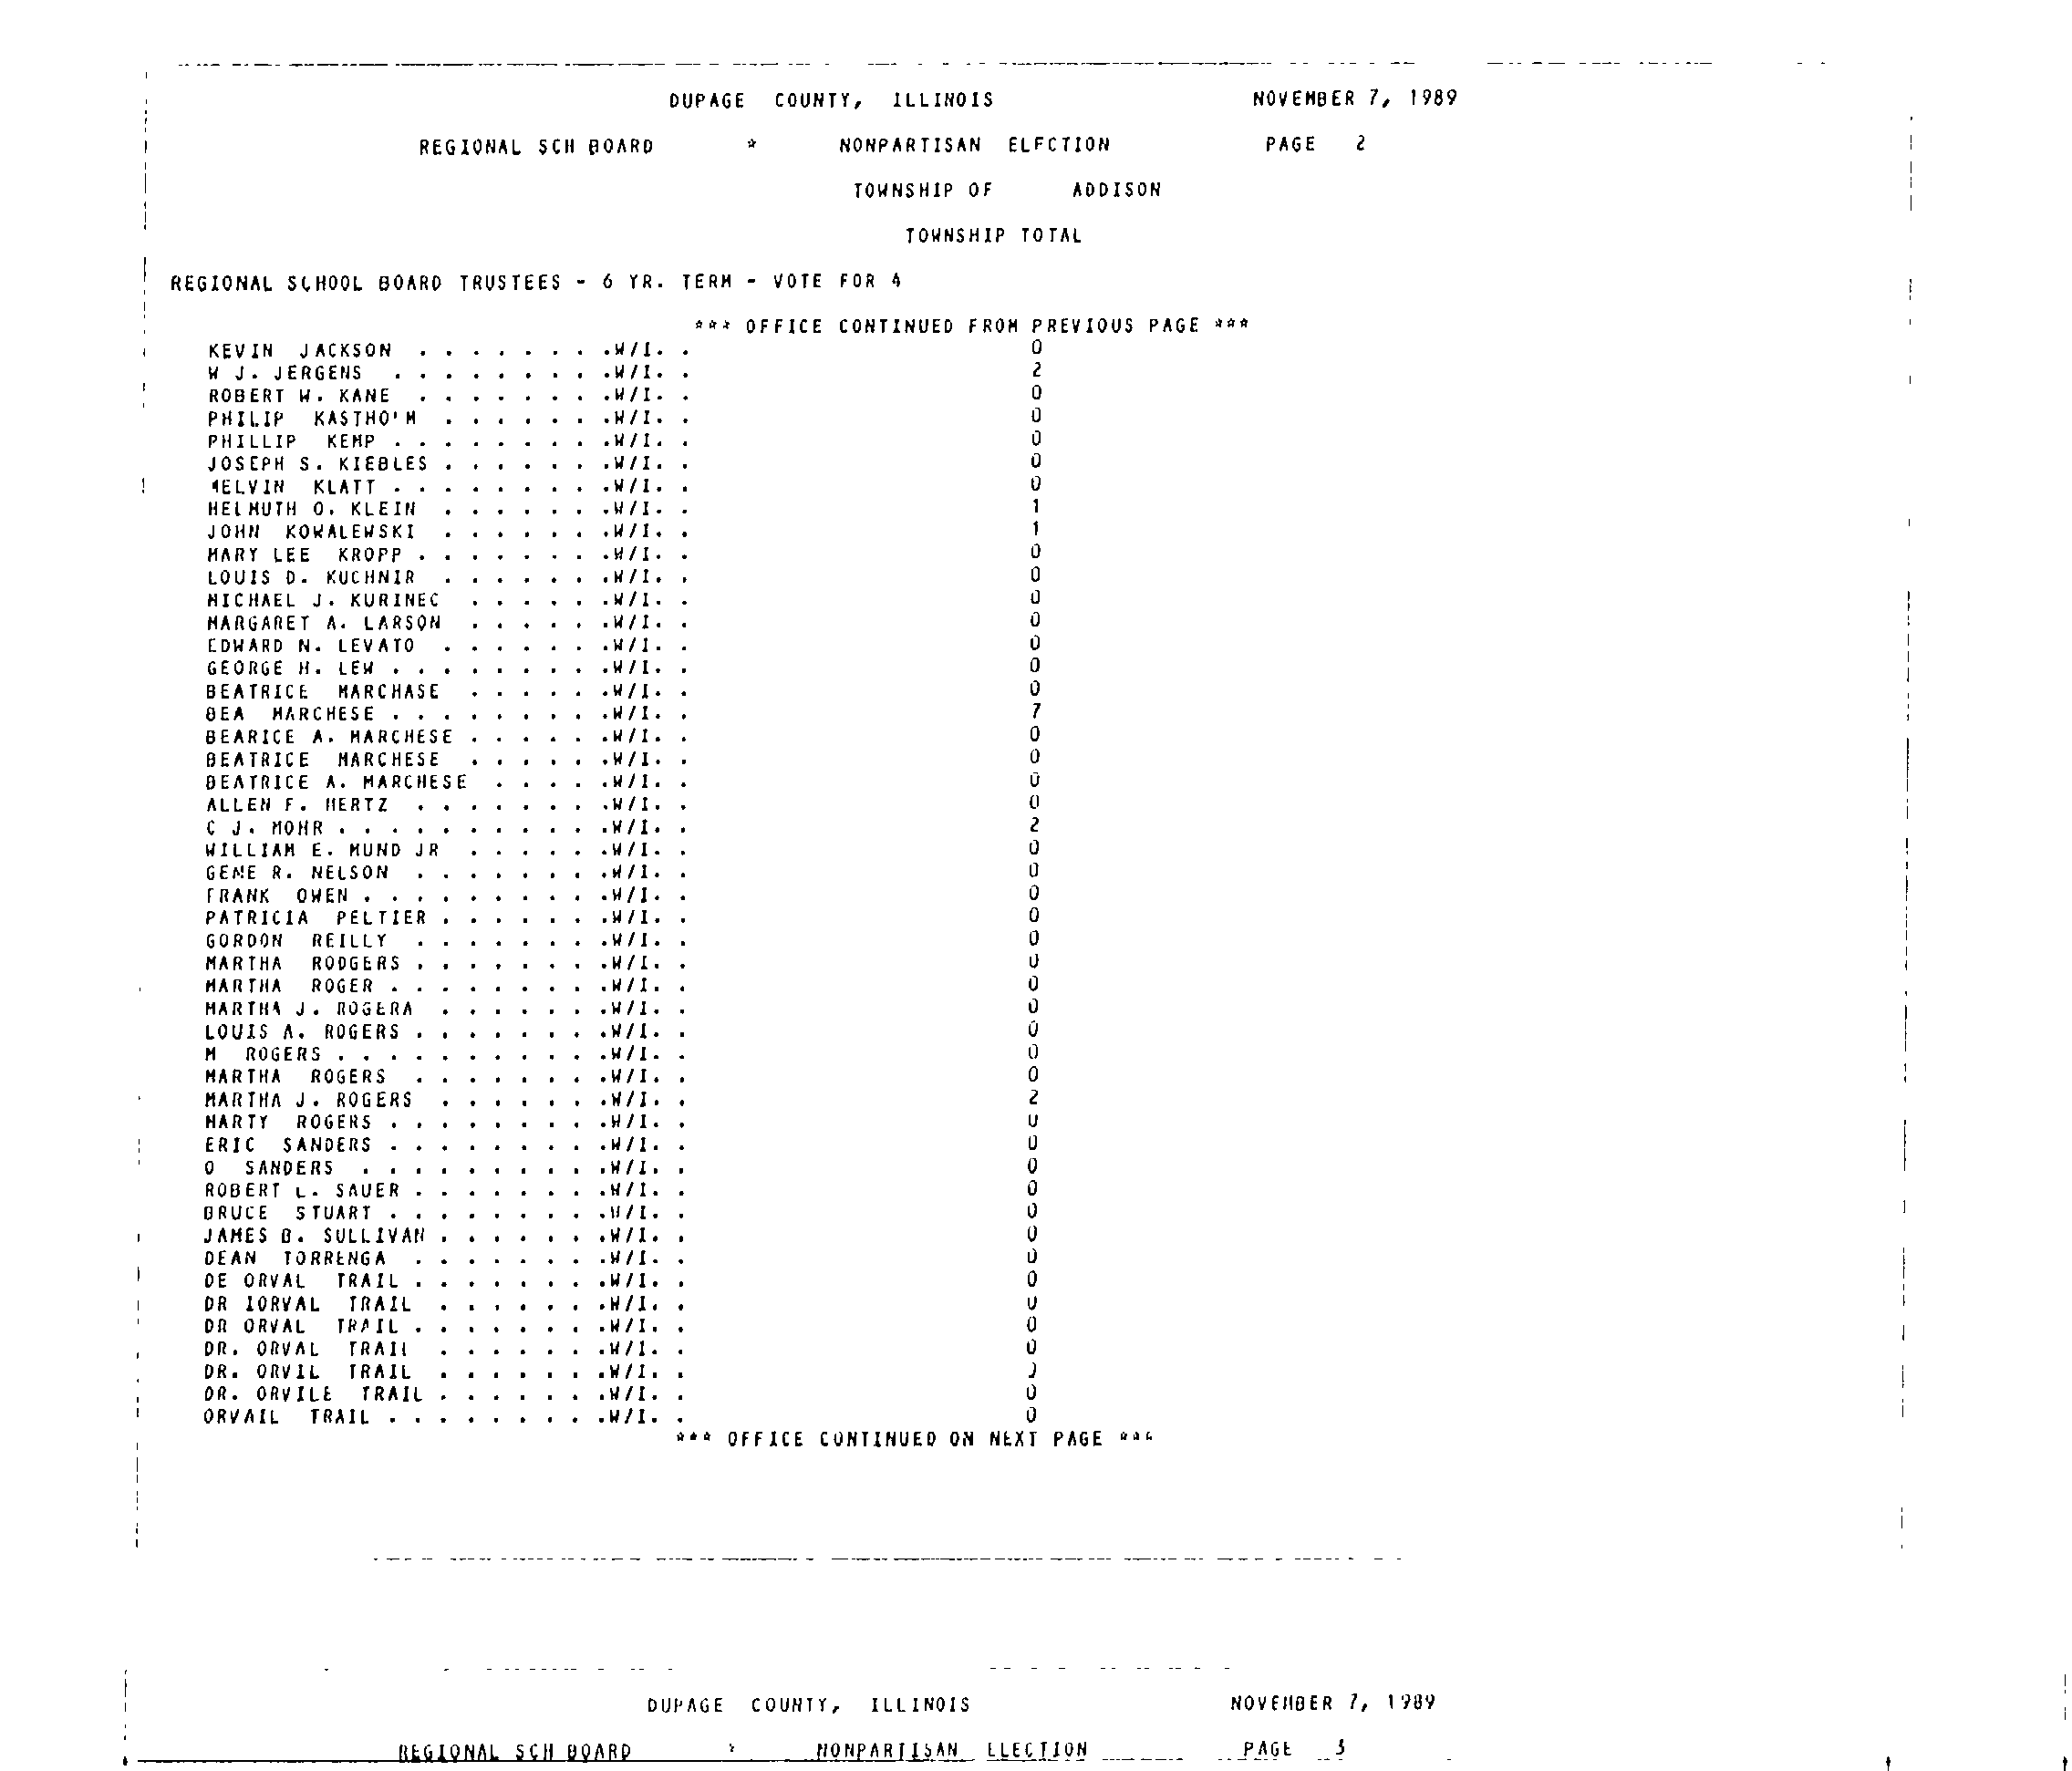 DUPAGE COUNTY, ILLINOIS NOVEMBER 7, 1989
REGIONAL SCH BOARD * NONPARTISAN ELECTION PAGE 2
TOWNSHIP OF ADDISON
TOWNSHIP TOTAL
REGIONAL SCHOOL BOARD TRUSTEES - 6 YR. TERM - VOTE FOR 4
*** OFFICE CONTINUED FROM PREVIOUS PAGE ***
KEVIN JACKSON . . . . . . . .W/I. . 0
W J. JERGENS . . . . . . . . .W/I. . 2
ROBERT W. KANE . . . . . . . .W/I. . 0
PHILIP KASTHO'M . . . . . . .W/I. . 0
PHILLIP KEMP . . . . . . . . .W/I. . 0
JOSEPH S. KIEBLES . . . . . . .W/I. . 0
MELVIN KLATT . . . . . . . . .W/I. . 0
HELMUTH O. KLEIN . . . . . . .W/I. . 1
JOHN KOWALEWSKI . . . . . . .W/I. . 1
MARY LEE KROPP . . . . . . . .W/I. . 0
LOUIS D. KUCHNIR . . . . . . .W/I. . 0
MICHAEL J. KURINEC . . . . . .W/I. . 0
MARGARET A. LARSON . . . . . .W/I. . 0
EDWARD N. LEVATO . . . . . . .W/I. . 0
GEORGE H. LEW . . . . . . . . .W/I. . 0
BEATRICE MARCHASE . . . . . .W/I. . 0
BEA MARCHESE . . . . . . . . .W/I. . 7
BEARICE A. MARCHESE . . . . . .W/I. . 0
BEATRICE MARCHESE . . . . . .W/I. . 0
BEATRICE A. MARCHESE . . . . .W/I. . 0
ALLEN F. MERTZ . . . . . . . .W/I. . 0
C J. MOHR . . . . . . . . . . .W/I. . 2
WILLIAM E. MUND JR . . . . . .W/I. . 0
GENE R. NELSON . . . . . . . .W/I. . 0
FRANK OWEN . . . . . . . . . .W/I. . 0
PATRICIA PELTIER . . . . . . .W/I. . 0
GORDON REILLY . . . . . . . .W/I. . 0
MARTHA RODGERS . . . . . . . .W/I. . 0
MARTHA ROGER . . . . . . . . .W/I. . 0
MARTHA J. ROGERA . . . . . . .W/I. . 0
LOUIS A. ROGERS . . . . . . . .W/I. . 0
M ROGERS . . . . . . . . . . .W/I. . 0
MARTHA ROGERS . . . . . . . .W/I. . 0
MARTHA J. ROGERS . . . . . . .W/I. . 2
MARTY ROGERS . . . . . . . . .W/I. . 0
ERIC SANDERS . . . . . . . . .W/I. . 0
O SANDERS . . . . . . . . . .W/I. . 0
ROBERT L. SAUER . . . . . . . .W/I. . 0
BRUCE STUART . . . . . . . . .W/I. . 0
JAMES B. SULLIVAN . . . . . . .W/I. . 0
DEAN TORRENGA . . . . . . . .W/I. . 0
DE ORVAL TRAIL . . . . . . . .W/I. . 0
DR IORVAL TRAIL . . . . . . .W/I. . 0
DR ORVAL TRAIL . . . . . . . .W/I. . 0
DR. ORVAL TRAIL . . . . . . .W/I. . 0
DR. ORVIL TRAIL . . . . . . .W/I. . 0
DR. ORVILE TRAIL . . . . . . .W/I. . 0
ORVAIL TRAIL . . . . . . . . .W/I. . 0
*** OFFICE CONTINUED ON NEXT PAGE ***
DUPAGE COUNTY, ILLINOIS NOVEMBER 7, 1989
REGIONAL SCH BOARD * NONPARTISAN ELECTION PAGE 3